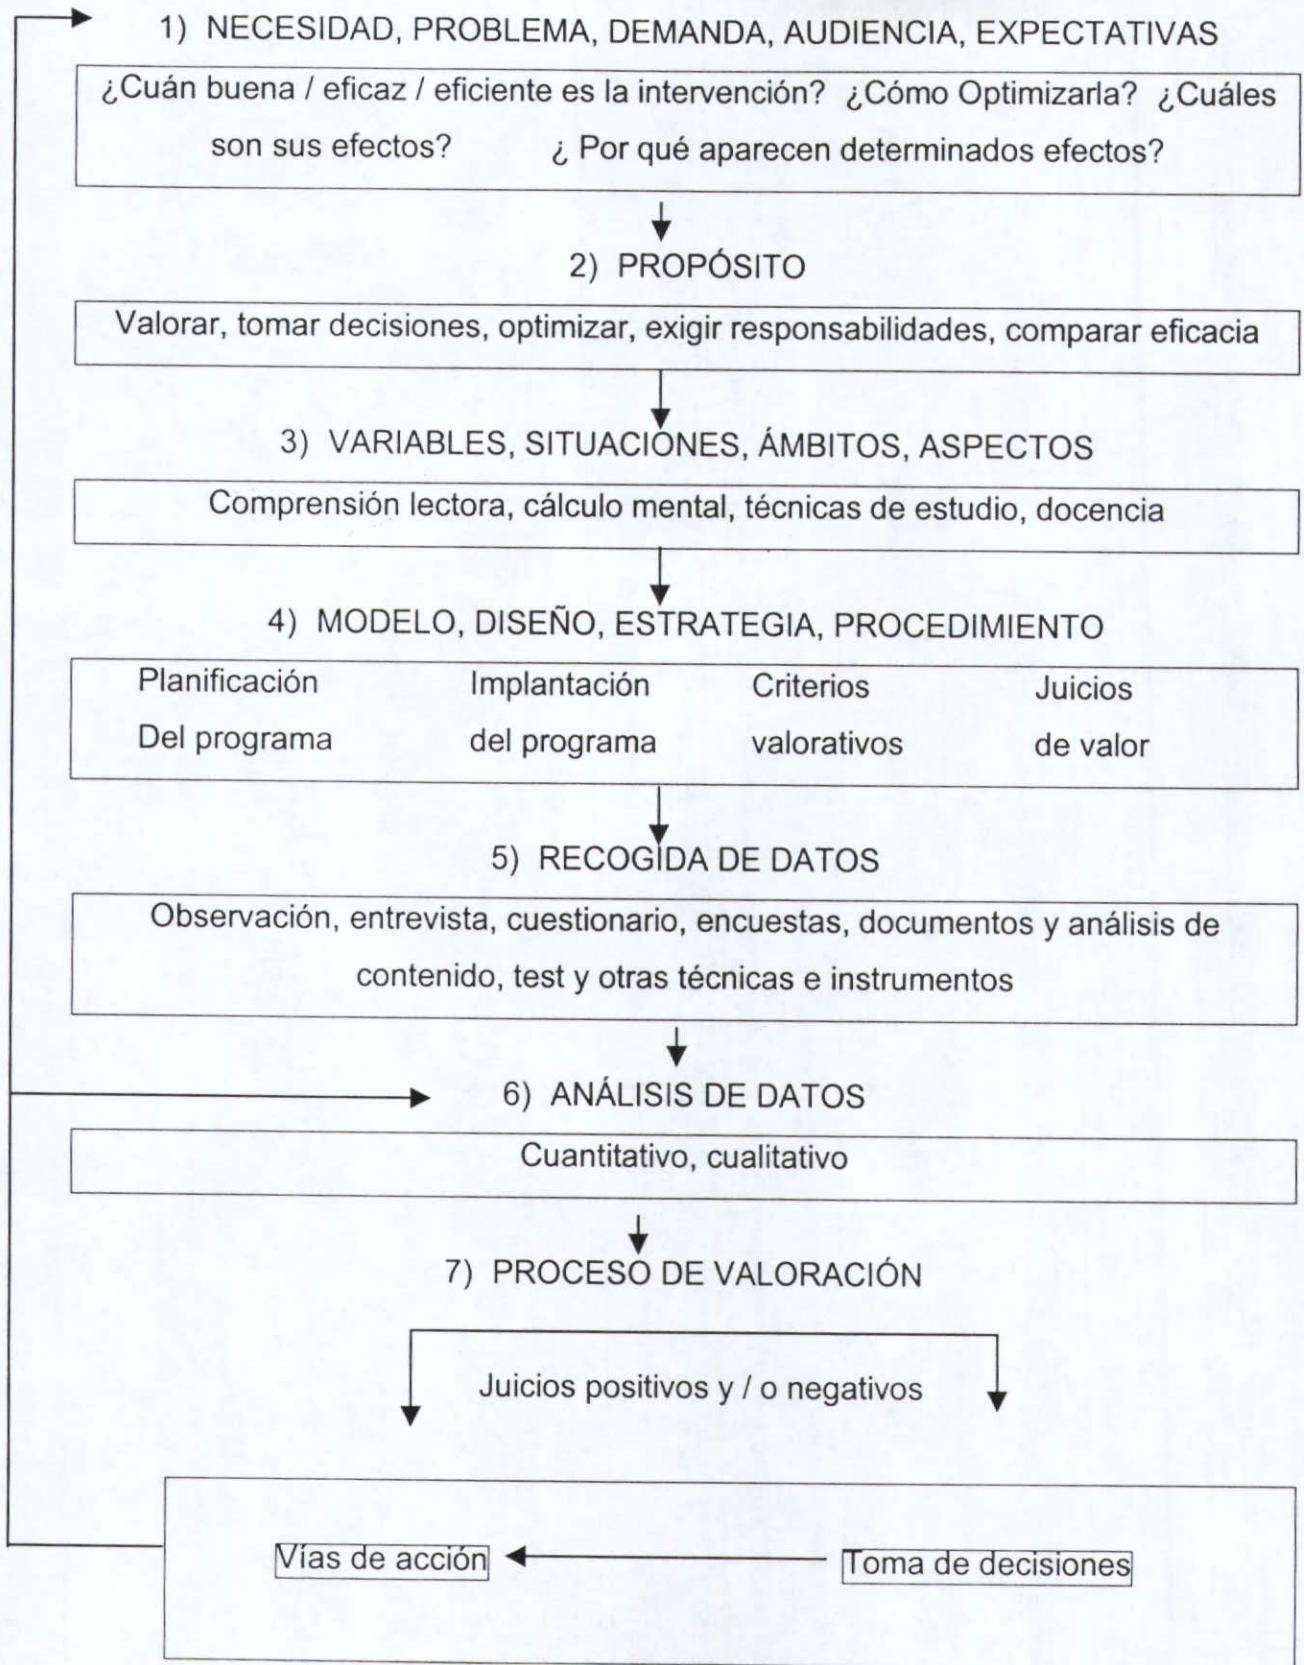 1) NECESIDAD, PROBLEMA, DEMANDA, AUDIENCIA, EXPECTATIVAS
¿Cuán buena / eficaz / eficiente es la intervención? ¿Cómo Optimizarla? ¿Cuáles
son sus efectos? ¿ Por qué aparecen determinados efectos?
2) PROPÓSITO
Valorar, tomar decisiones, optimizar, exigir responsabilidades, comparar eficacia
3) VARIABLES, SITUACIONES, ÁMBITOS, ASPECTOS
Comprensión lectora, cálculo mental, técnicas de estudio, docencia
4) MODELO, DISEÑO, ESTRATEGIA, PROCEDIMIENTO
Planificación Implantación Criterios Juicios
Del programa del programa valorativos de valor
5) RECOGIDA DE DATOS
Observación, entrevista, cuestionario, encuestas, documentos y análisis de
contenido, test y otras técnicas e instrumentos
6) ANÁLISIS DE DATOS
Cuantitativo, cualitativo
7) PROCESO DE VALORACIÓN
Juicios positivos y / o negativos
Vías de acción Toma de decisiones